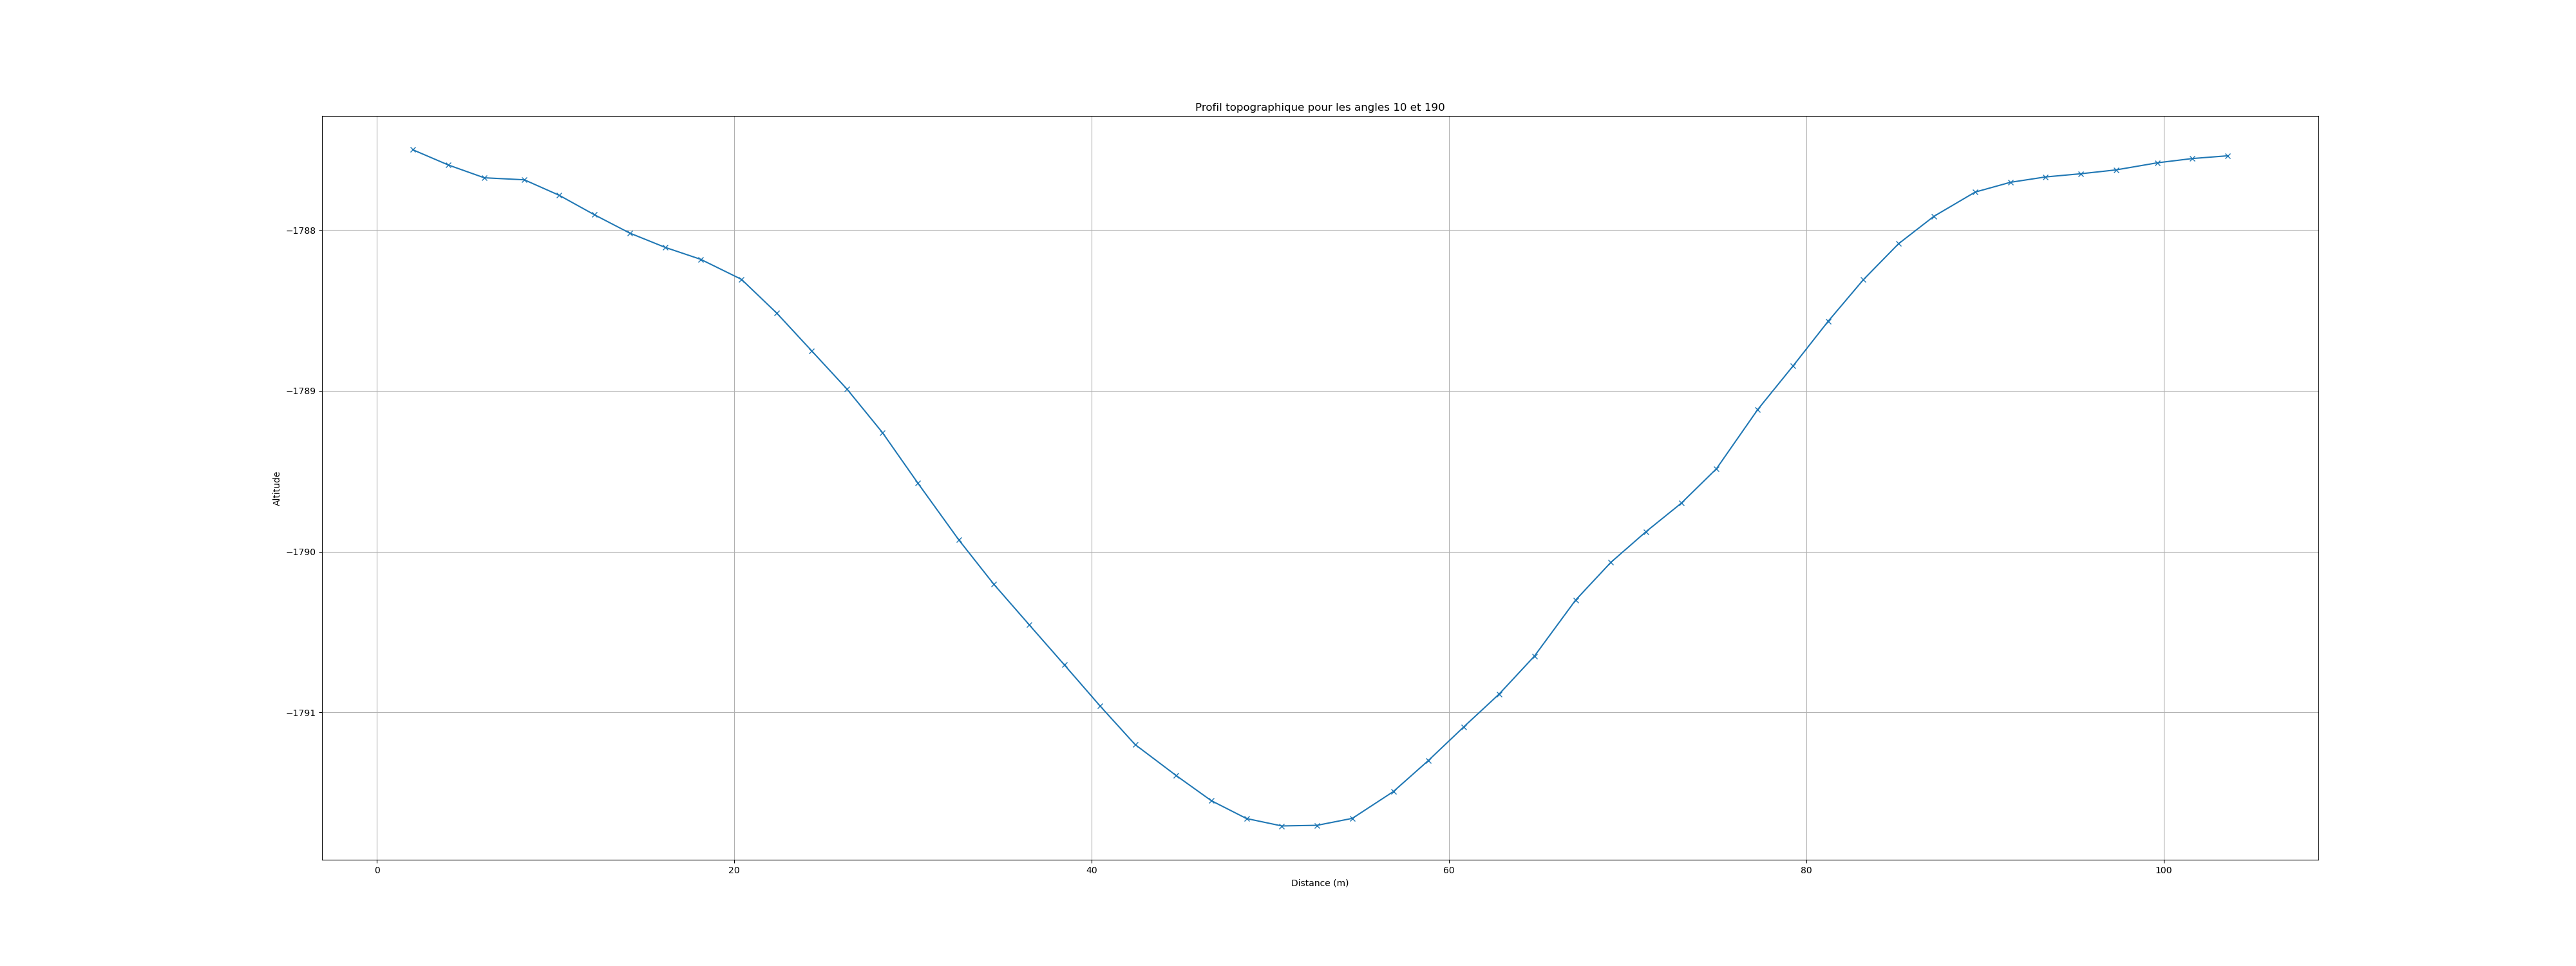 Profil topographique pour les angles 10 et 190
−1788
−1789
−1790
−1791
Altitude
0 20 40 60 80 100
Distance (m)